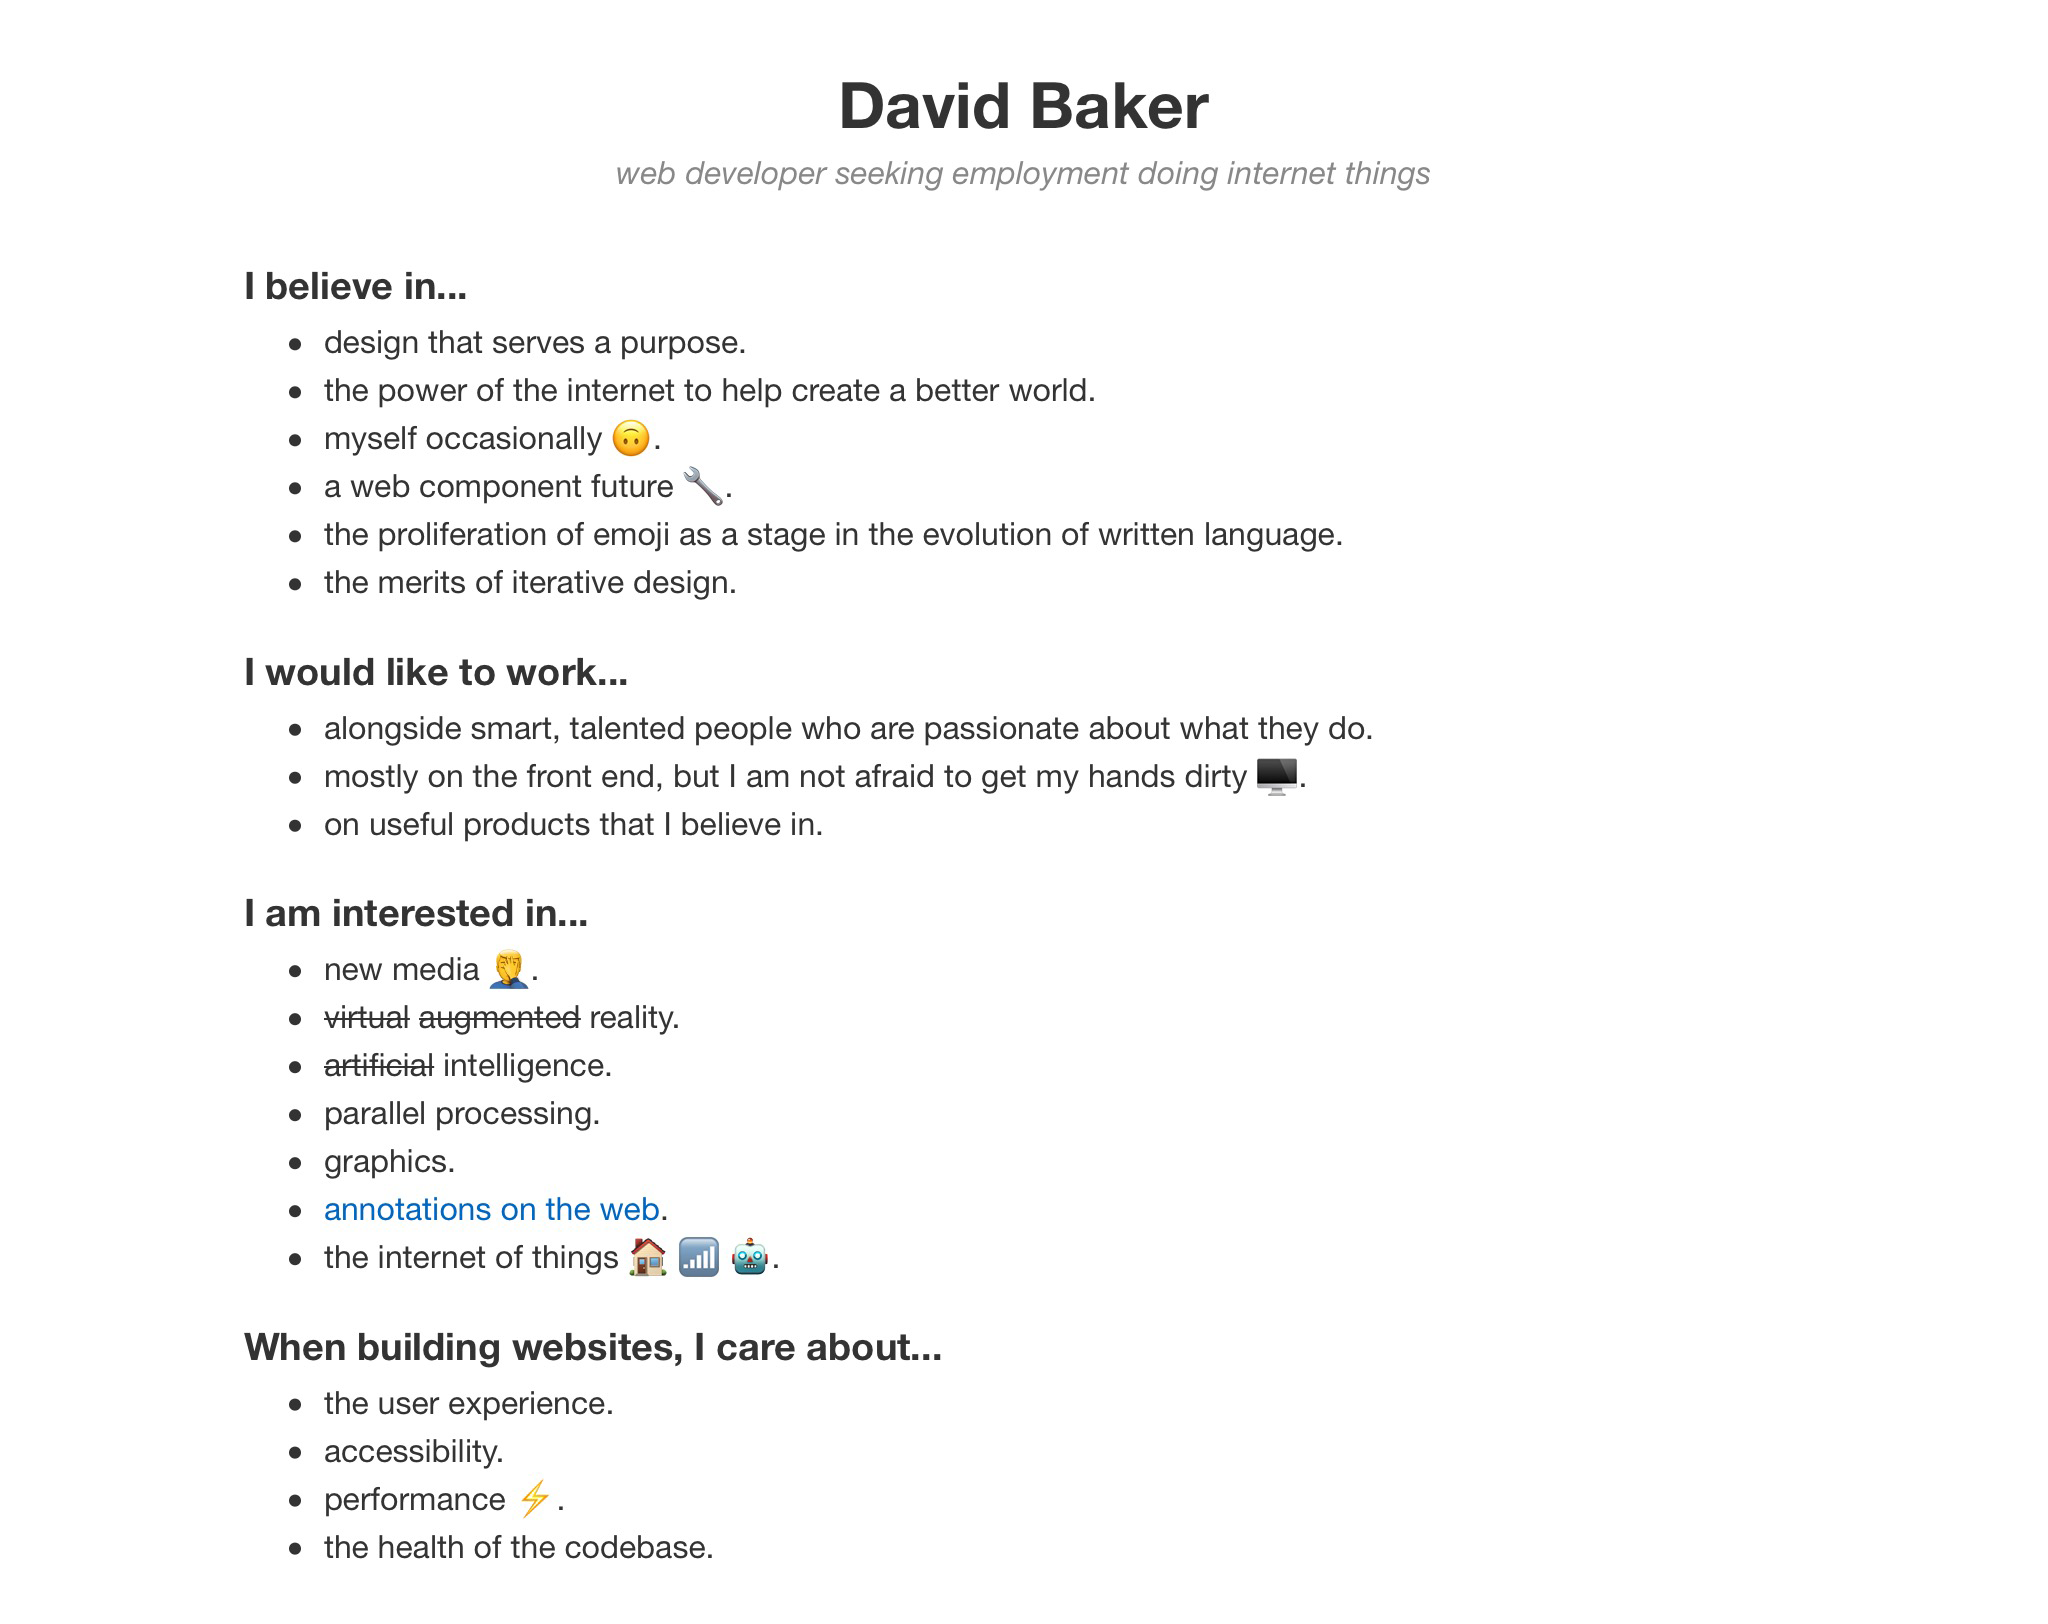 David Baker
web developer seeking employment doing internet things
I believe in...
• design that serves a purpose.
• the power of the internet to help create a better world.
• myself occasionally 🙃.
• a web component future 🔧.
• the proliferation of emoji as a stage in the evolution of written language.
• the merits of iterative design.
I would like to work...
• alongside smart, talented people who are passionate about what they do.
• mostly on the front end, but I am not afraid to get my hands dirty 🖥️.
• on useful products that I believe in.
I am interested in...
• new media 🤦.
• virtual augmented reality.
• artificial intelligence.
• parallel processing.
• graphics.
• annotations on the web.
• the internet of things 🏠 📶 🤖.
When building websites, I care about...
• the user experience.
• accessibility.
• performance ⚡.
• the health of the codebase.